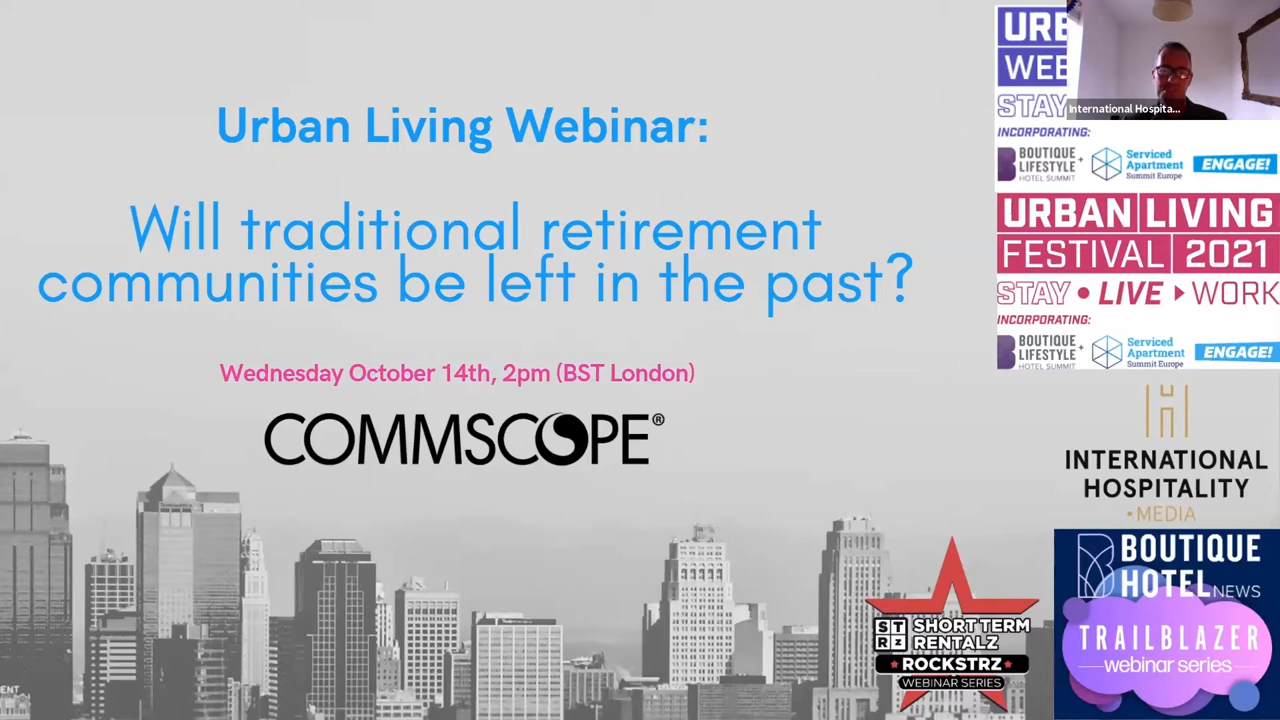 Urban Living Webinar:
Will traditional retirement
communities be left in the past?
Wednesday October 14th, 2pm (BST London)
COMMSCOPE®
URB
WEB
STAY
International Hospita...
INCORPORATING:
BOUTIQUE
LIFESTYLE+
HOTEL SUMMIT
Serviced
Apartment
Summit Europe
ENGAGE!
URBAN LIVING
FESTIVAL 2021
STAY • LIVE ▸ WORK
INCORPORATING:
BOUTIQUE
LIFESTYLE+
HOTEL SUMMIT
Serviced
Apartment
Summit Europe
ENGAGE!
INTERNATIONAL
HOSPITALITY
•MEDIA
BOUTIQUE
HOTEL NEWS
TRAILBLAZER
webinar series
ST
RZ
SHORT TERM
RENTALZ
ROCKSTRZ
WEBINAR SERIES